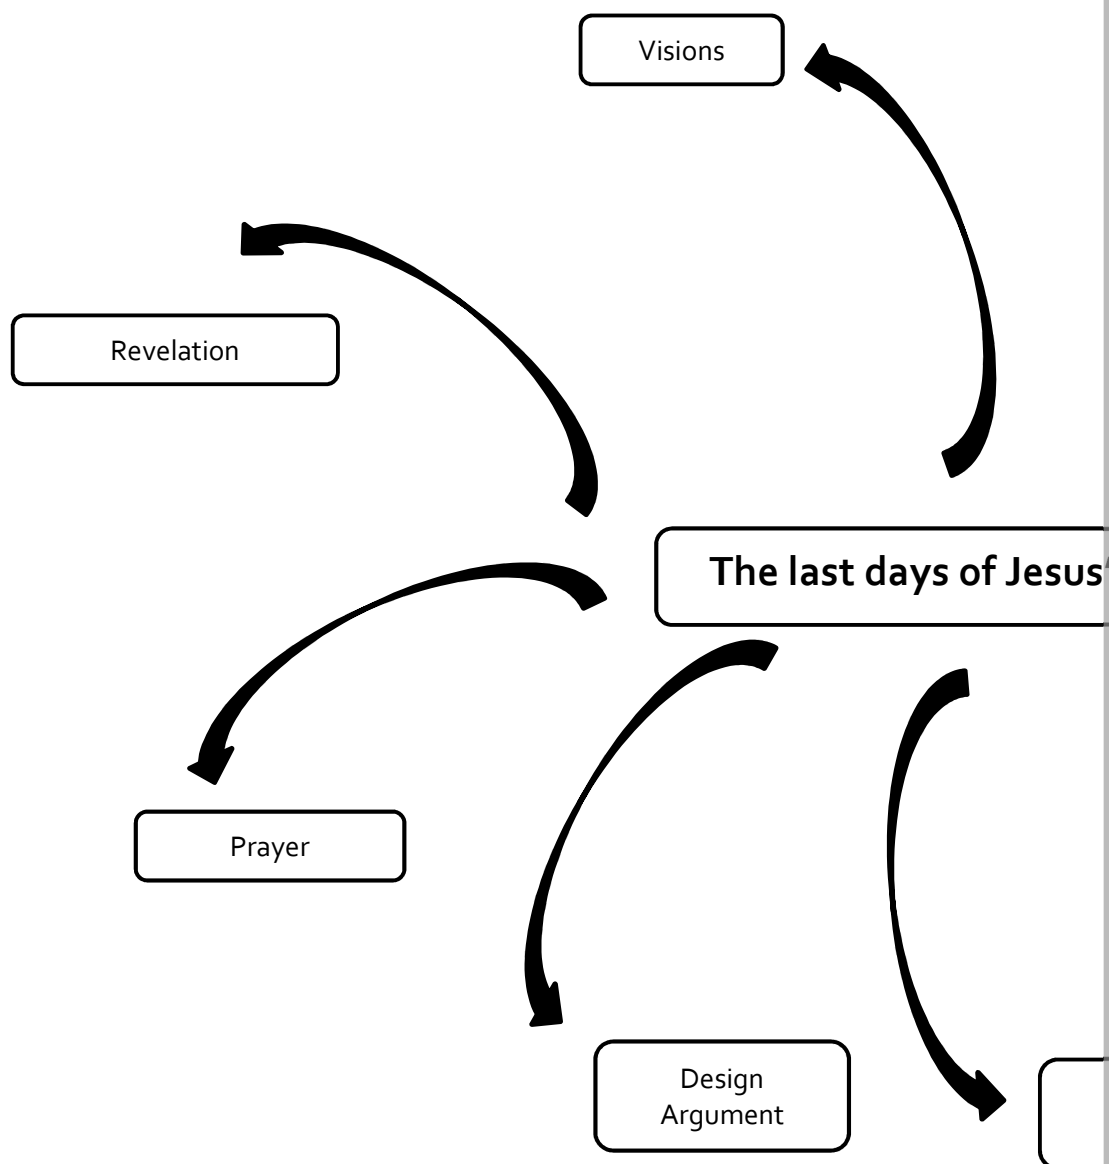 Visions
Revelation
The last days of Jesus
Prayer
Design
Argument